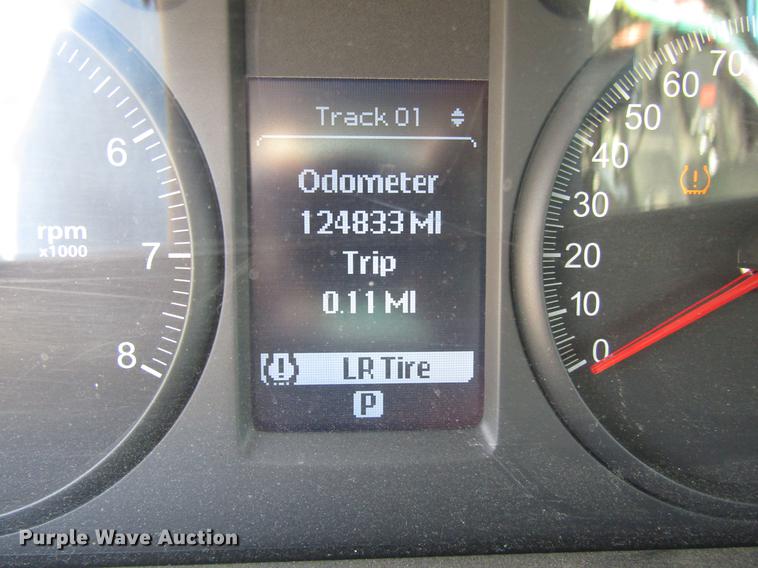 Track 01
Odometer
124833 MI
Trip
0.11 MI
LR Tire
P
6
rpm
x1000
7
8
70
60
50
40
30
20
10
0
Purple Wave Auction